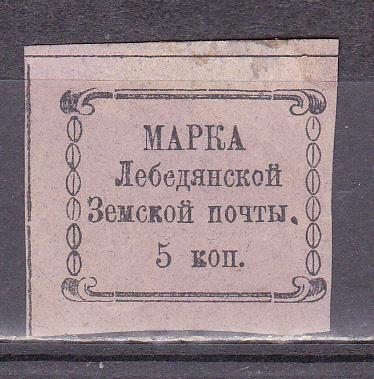 МАРКА
Лебедянской
Земской почты.
5 коп.